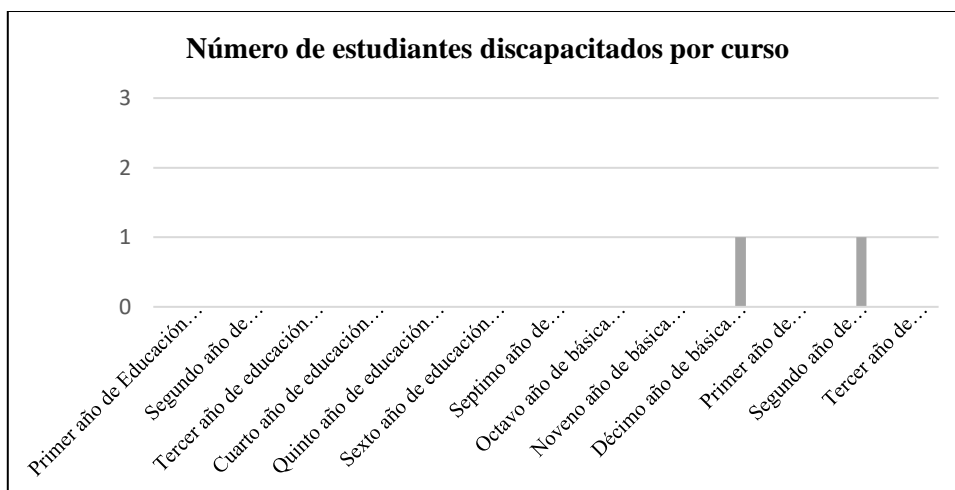 Número de estudiantes discapacitados por curso
3
2
1
0
Primer año de Educación…
Segundo año de…
Tercer año de educación…
Cuarto año de educación…
Quinto año de educación…
Sexto año de educación…
Septimo año de…
Octavo año de básica…
Noveno año de básica…
Décimo año de básica…
Primer año de…
Segundo año de…
Tercer año de…